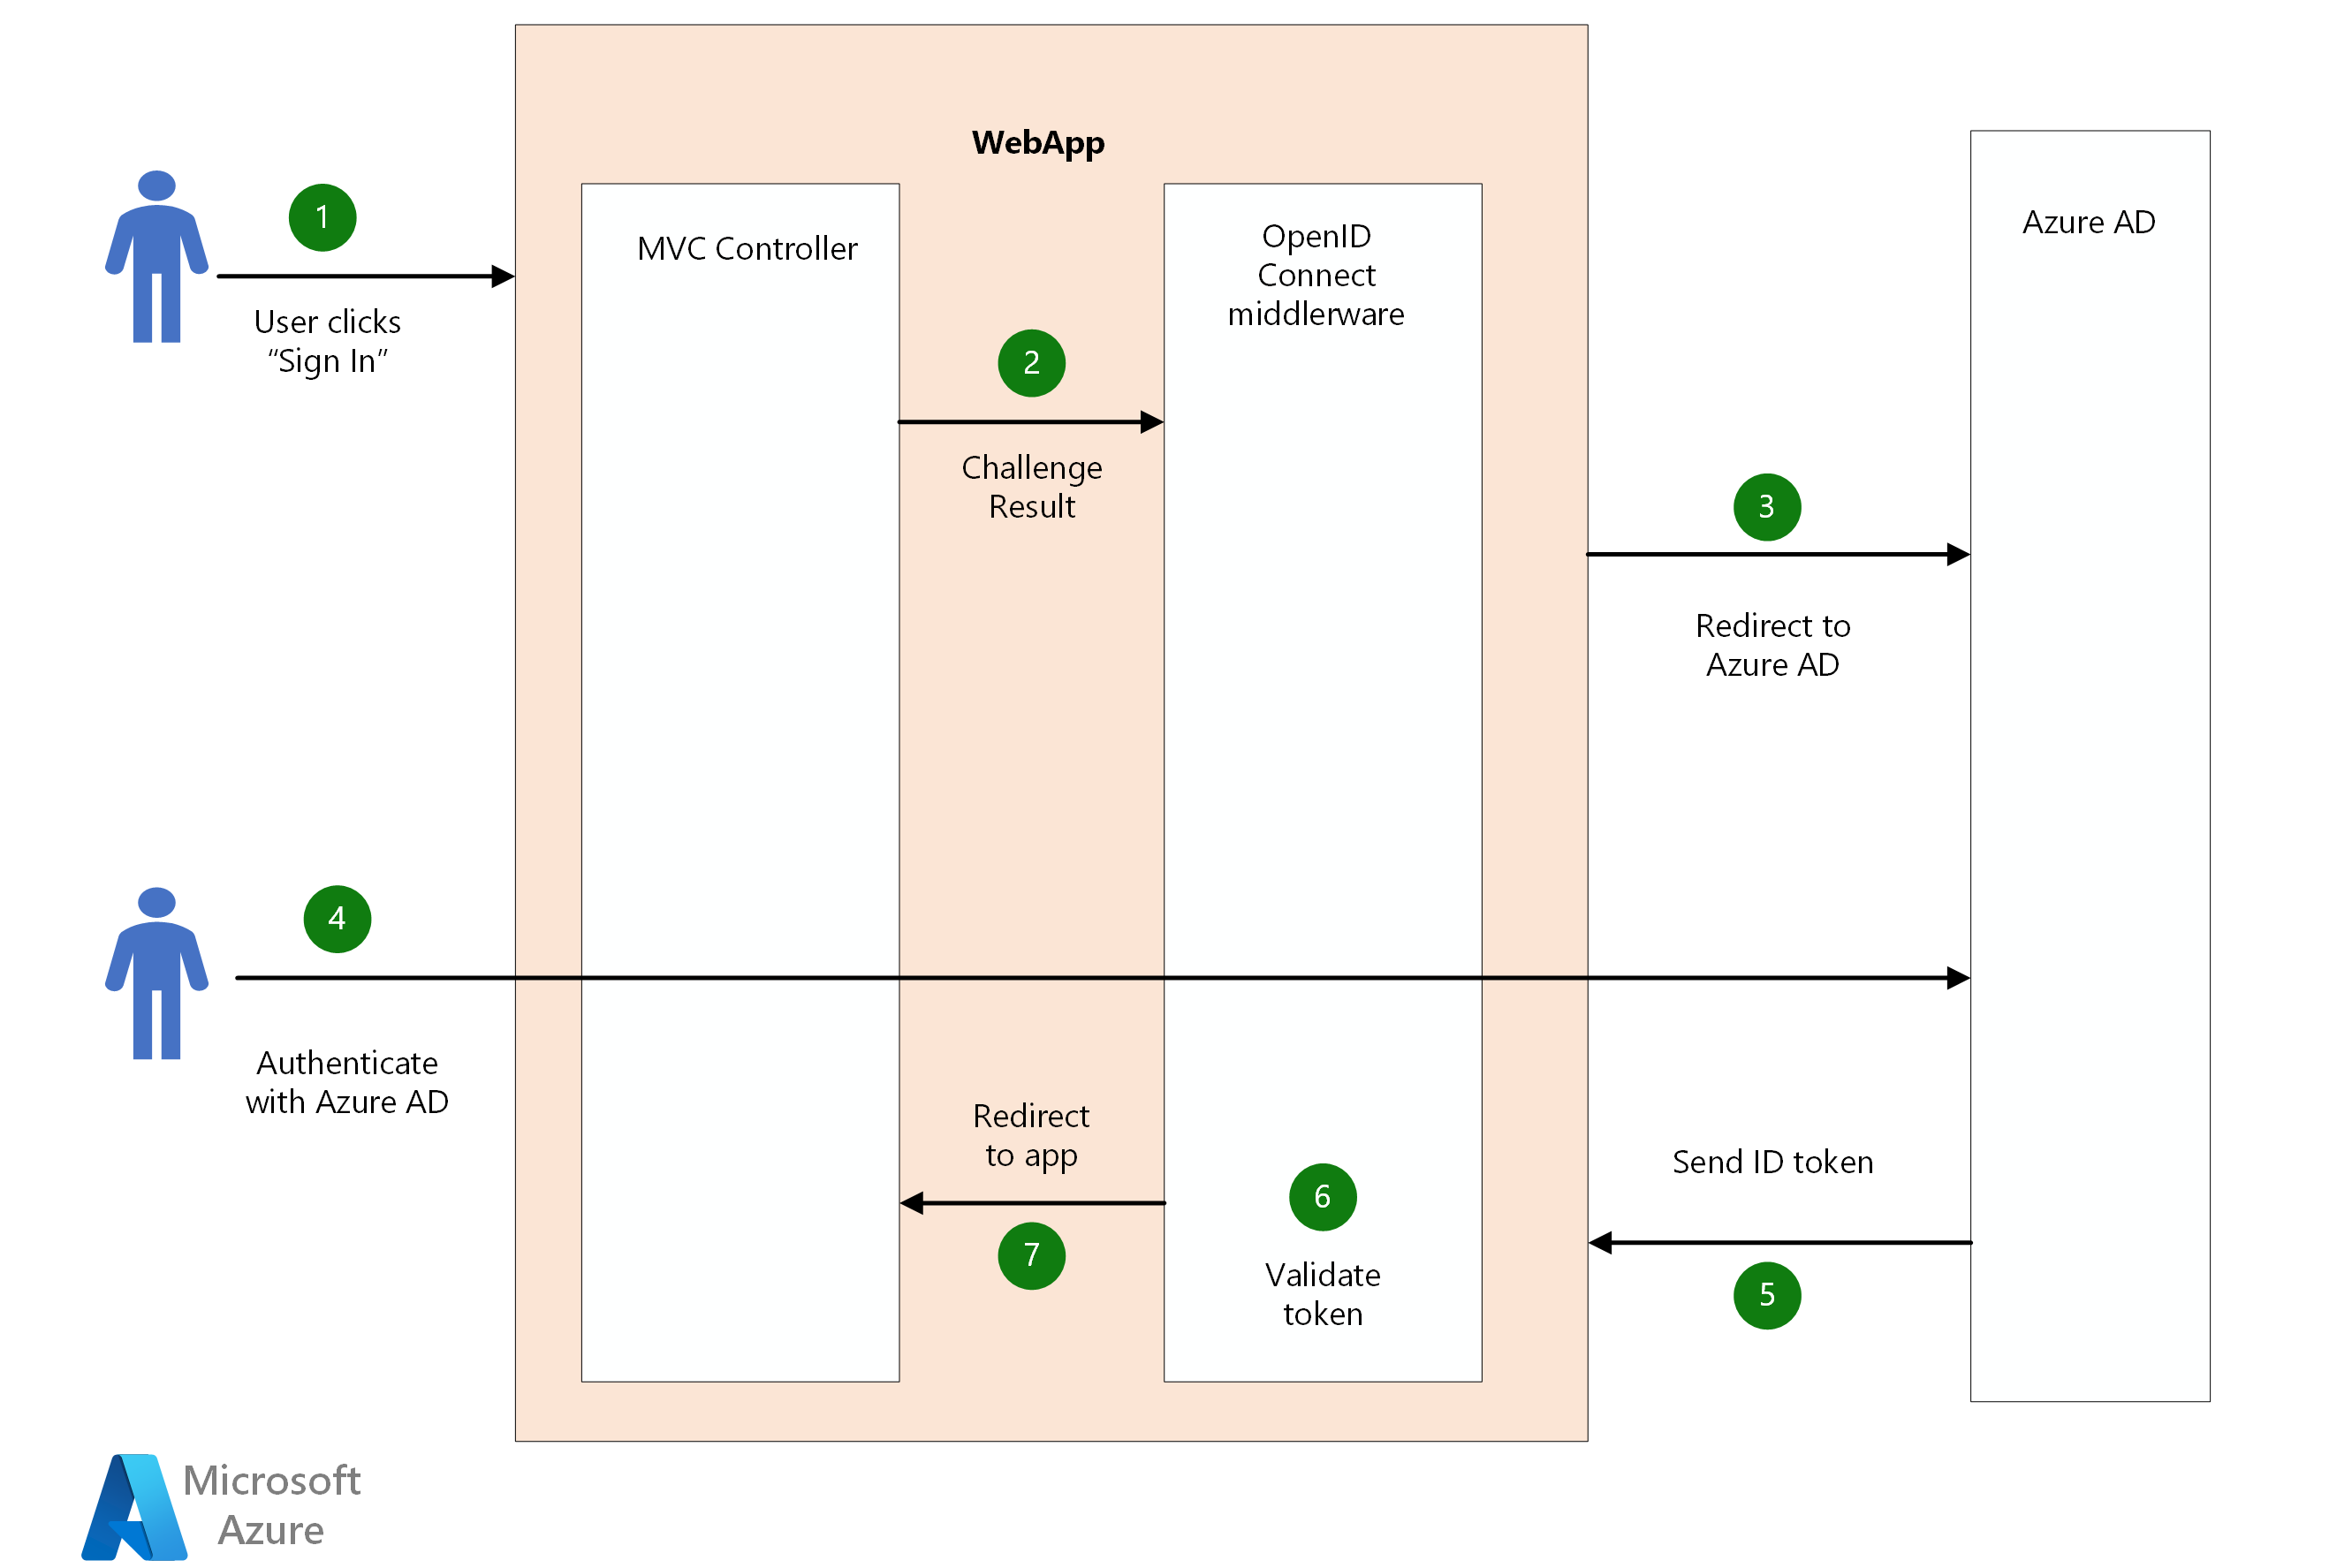 WebApp
1
User clicks
“Sign In”
MVC Controller
OpenID
Connect
middlerware
Azure AD
2
Challenge
Result
3
Redirect to
Azure AD
4
Authenticate
with Azure AD
Send ID token
5
6
Validate
token
Redirect
to app
7
Microsoft
Azure